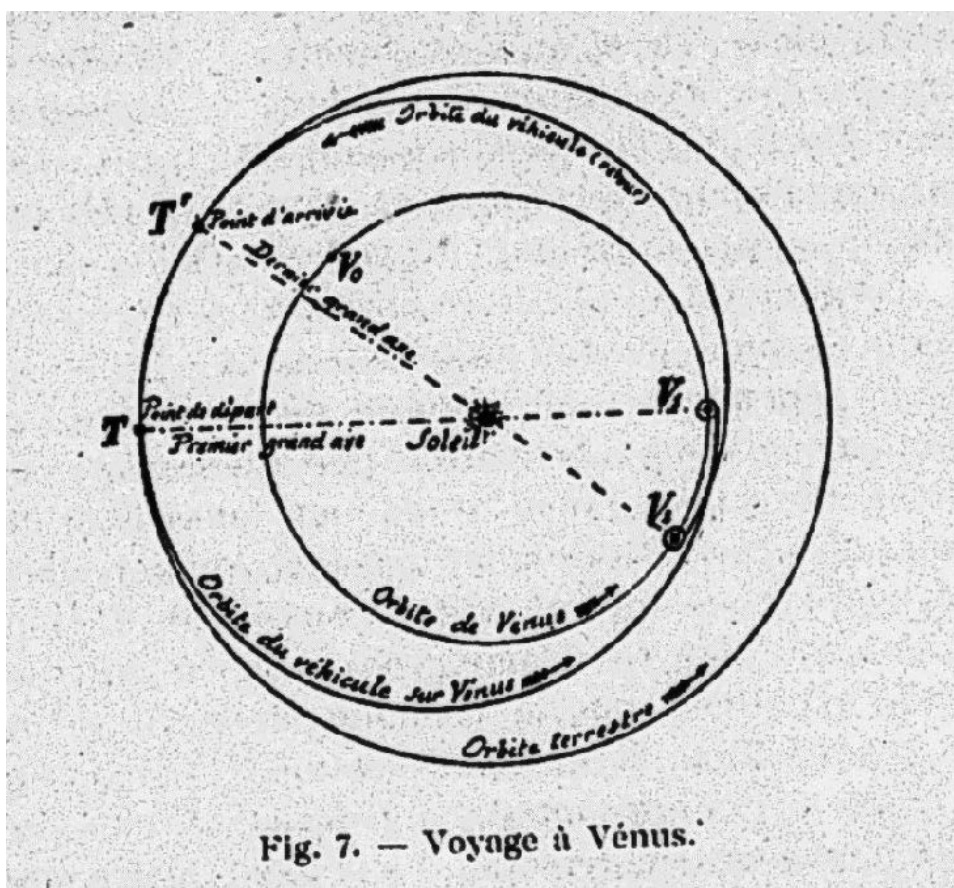 Orbite du véhicule (retour)
T'
Point d'arrivée
V₀
Dernier grand axe
V₁
Point de départ
T
Premier grand axe
Soleil
V₂
Orbite de Vénus
Orbite du véhicule sur Vénus
Orbite terrestre
Fig. 7. — Voyage à Vénus.